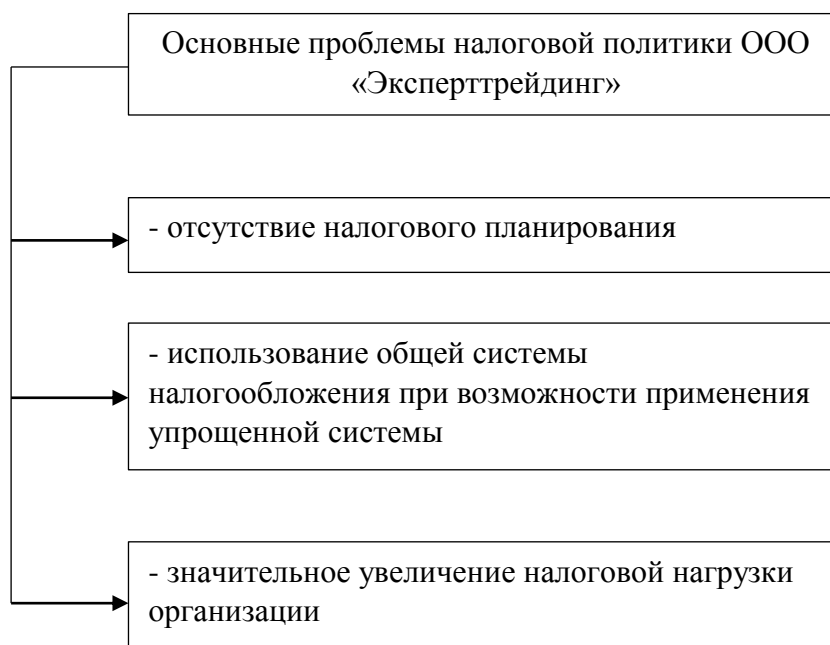 Основные проблемы налоговой политики ООО
«Эксперттрейдинг»
- отсутствие налогового планирования
- использование общей системы
налогообложения при возможности применения
упрощенной системы
- значительное увеличение налоговой нагрузки
организации